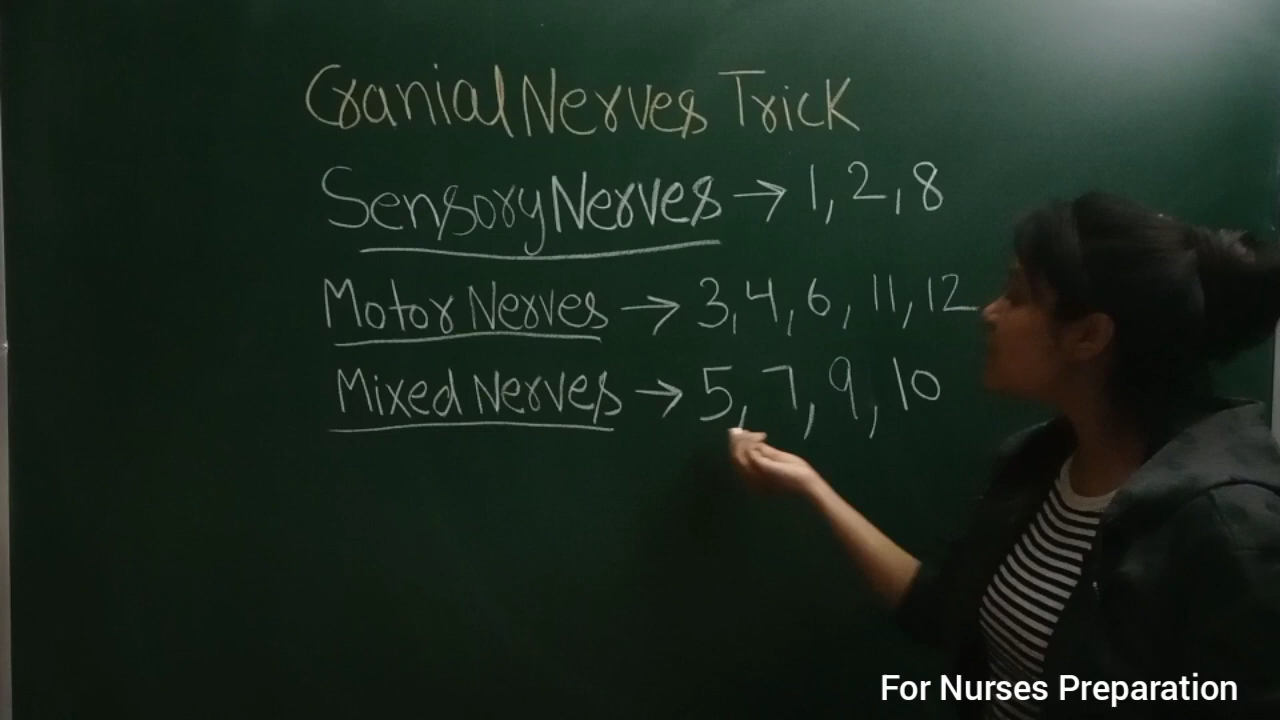 Cranial Nerves Trick
Sensory Nerves → 1, 2, 8
Motor Nerves → 3, 4, 6, 11, 12
Mixed Nerves → 5, 7, 9, 10
For Nurses Preparation